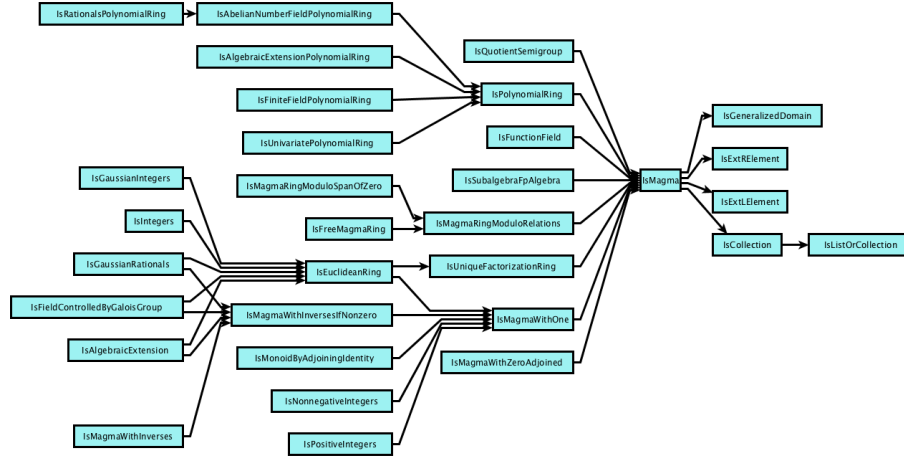 IsRationalsPolynomialRing
IsAbelianNumberFieldPolynomialRing
IsAlgebraicExtensionPolynomialRing
IsQuotientSemigroup
IsFiniteFieldPolynomialRing
IsPolynomialRing
IsUnivariatePolynomialRing
IsFunctionField
IsGeneralizedDomain
IsGaussianIntegers
IsMagmaRingModuloSpanOfZero
IsSubalgebraFpAlgebra
IsMagma
IsExtRElement
IsExtLElement
IsIntegers
IsFreeMagmaRing
IsMagmaRingModuloRelations
IsCollection
IsListOrCollection
IsGaussianRationals
IsEuclideanRing
IsUniqueFactorizationRing
IsFieldControlledByGaloisGroup
IsMagmaWithInversesIfNonzero
IsMagmaWithOne
IsAlgebraicExtension
IsMonoidByAdjoiningIdentity
IsMagmaWithZeroAdjoined
IsNonnegativeIntegers
IsMagmaWithInverses
IsPositiveIntegers